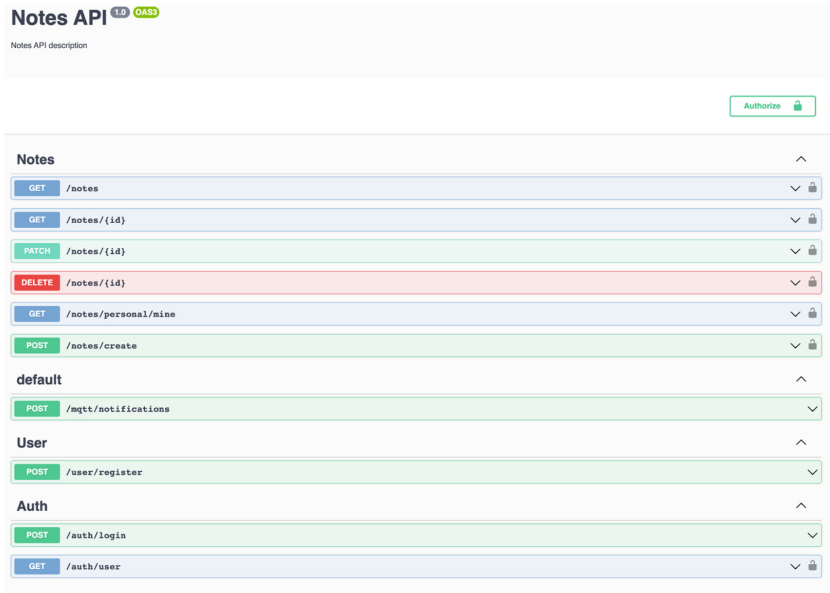 Notes API 1.0 OAS3
Notes API description
Authorize
Notes
GET /notes
GET /notes/{id}
PATCH /notes/{id}
DELETE /notes/{id}
GET /notes/personal/mine
POST /notes/create
default
POST /mqtt/notifications
User
POST /user/register
Auth
POST /auth/login
GET /auth/user